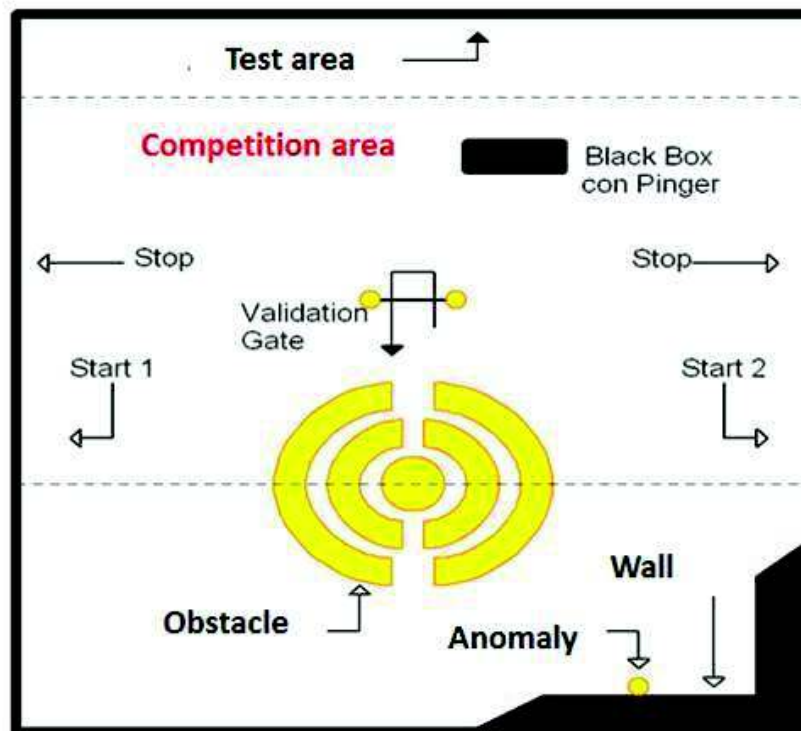 Test area
Competition area
Black Box
con Pinger
Stop
Stop
Validation
Gate
Start 1
Start 2
Wall
Obstacle
Anomaly